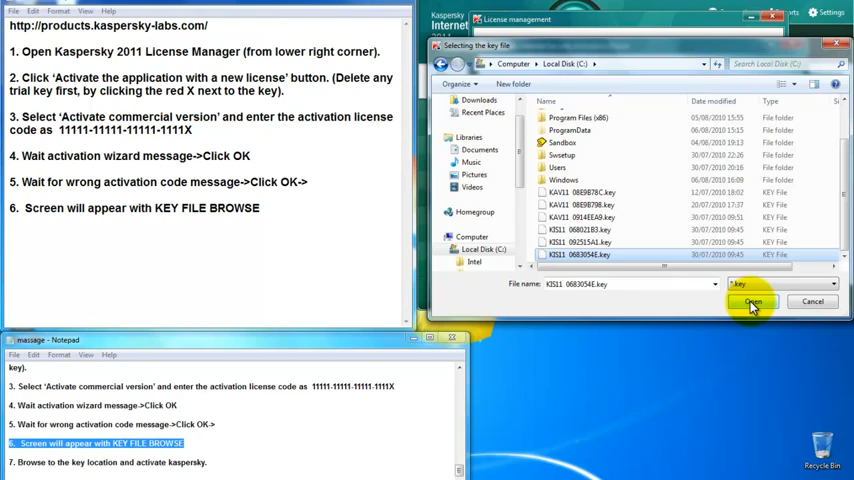 File Edit Format View Help
http://products.kaspersky-labs.com/
1. Open Kaspersky 2011 License Manager (from lower right corner).
2. Click ‘Activate the application with a new license’ button. (Delete any
trial key first, by clicking the red X next to the key).
3. Select ‘Activate commercial version’ and enter the activation license
code as 11111-11111-11111-1111X
4. Wait activation wizard message->Click OK
5. Wait for wrong activation code message->Click OK->
6. Screen will appear with KEY FILE BROWSE
Kaspersky
Internet
2011
License management
Settings
Selecting the key file
Computer Local Disk (C:)
Search Local Disk (C:)
Organize New folder
Downloads
Recent Places
Libraries
Documents
Music
Pictures
Videos
Homegroup
Computer
Local Disk (C:)
Intel
Name Date modified Type
Program Files (x86) 05/08/2010 15:55 File folder
ProgramData 05/08/2010 15:55 File folder
Sandbox 04/08/2010 19:13 File folder
Swsetup 30/07/2010 22:26 File folder
Users 30/07/2010 20:16 File folder
Windows 06/08/2010 16:09 File folder
KAV11 08E9B78C.key 12/07/2010 18:02 KEY File
KAV11 08E9B798.key 20/07/2010 17:37 KEY File
KAV11 0914EEA9.key 30/07/2010 09:51 KEY File
KIS11 068021B3.key 30/07/2010 09:45 KEY File
KIS11 092515A1.key 30/07/2010 09:45 KEY File
KIS11 0683054E.key 30/07/2010 09:45 KEY File
File name: KIS11 0683054E.key *.key
Open Cancel
massage - Notepad
File Edit Format View Help
key).
3. Select ‘Activate commercial version’ and enter the activation license code as 11111-11111-11111-1111X
4. Wait activation wizard message->Click OK
5. Wait for wrong activation code message->Click OK->
6. Screen will appear with KEY FILE BROWSE
7. Browse to the key location and activate kaspersky.
Recycle Bin